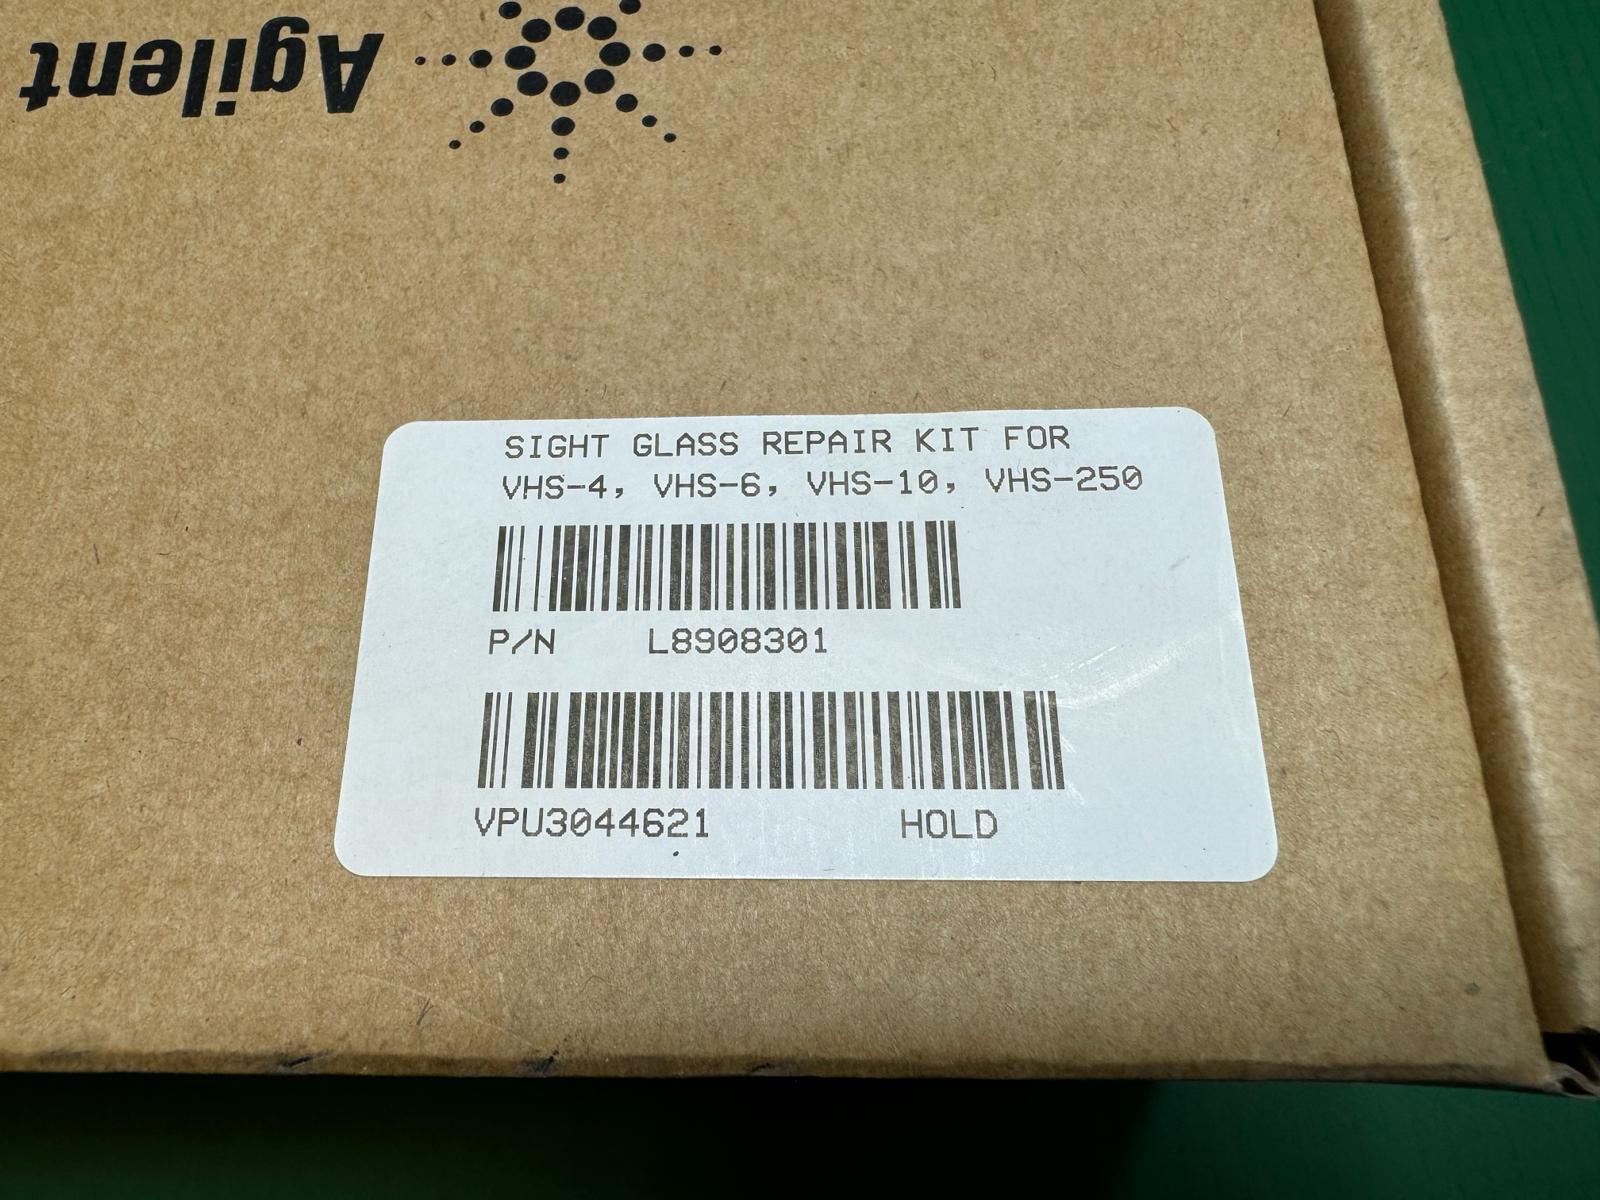 Agilent
SIGHT GLASS REPAIR KIT FOR
VHS-4, VHS-6, VHS-10, VHS-250
P/N L8908301
VPU3044621 HOLD